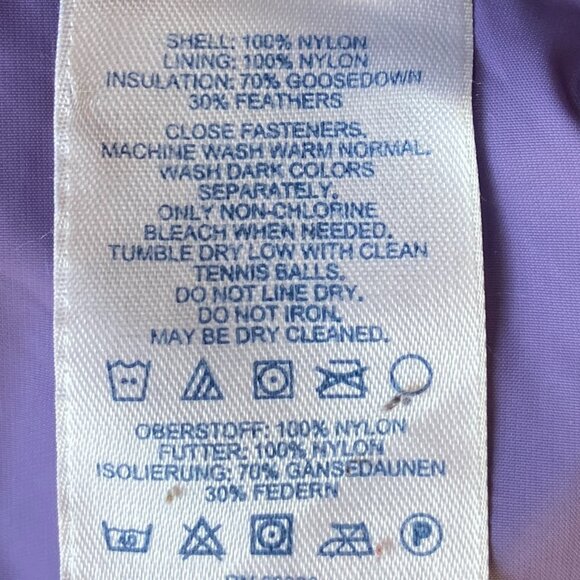 SHELL: 100% NYLON
LINING: 100% NYLON
INSULATION: 70% GOOSEDOWN
30% FEATHERS
CLOSE FASTENERS.
MACHINE WASH WARM NORMAL.
WASH DARK COLORS
SEPARATELY.
ONLY NON-CHLORINE
BLEACH WHEN NEEDED.
TUMBLE DRY LOW WITH CLEAN
TENNIS BALLS.
DO NOT LINE DRY.
DO NOT IRON.
MAY BE DRY CLEANED.
OBERSTOFF: 100% NYLON
FUTTER: 100% NYLON
ISOLIERUNG: 70% GANSEDAUNEN
30% FEDERN
40 P